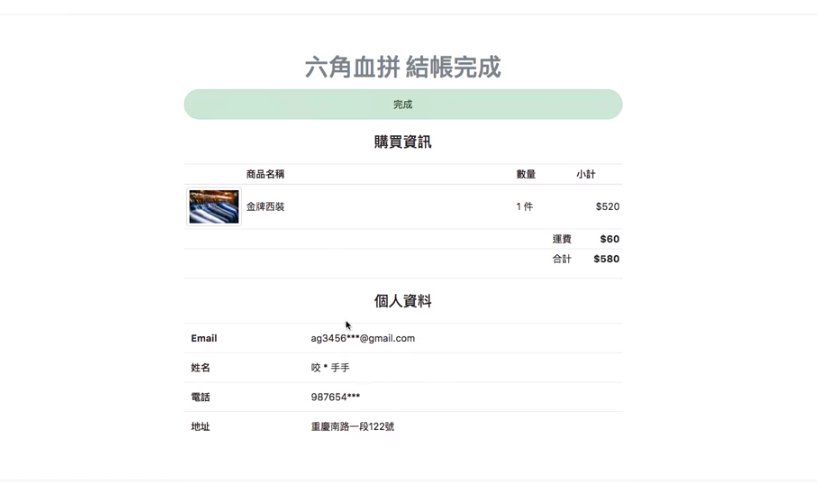 六角血拼 結帳完成
完成
購買資訊
商品名稱 數量 小計
金牌西裝 1 件 $520
運費 $60
合計 $580
個人資料
Email ag3456***@gmail.com
姓名 咬 * 手手
電話 987654***
地址 重慶南路一段122號